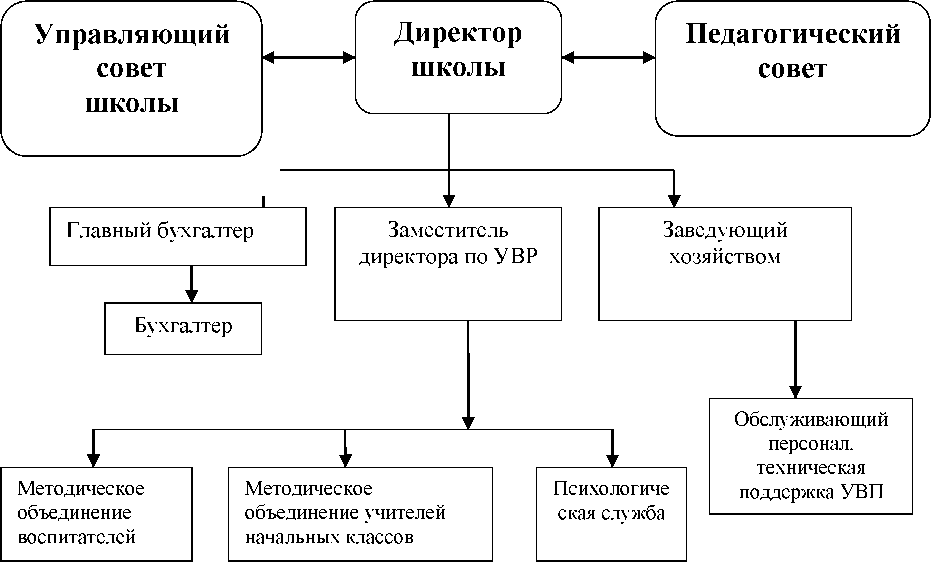 Управляющий
совет
школы
Директор
школы
Педагогический
совет
Главный бухгалтер
Заместитель
директора по УВР
Заведующий
хозяйством
Бухгалтер
Обслуживающий
персонал.
техническая
поддержка УВП
Методическое
объединение
воспитателей
Методическое
объединение учителей
начальных классов
Психологиче
ская служба